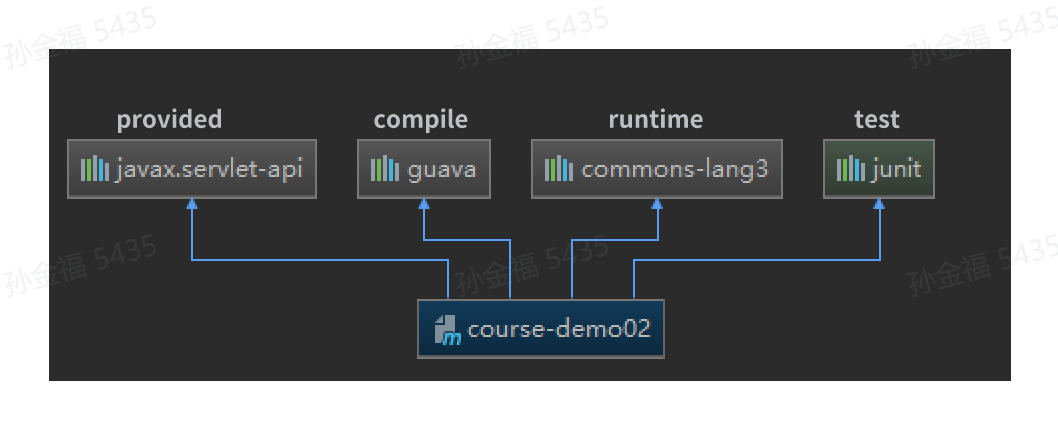 孙金福 5435
孙金福 5435
孙金福 5435
provided
compile
runtime
test
javax.servlet-api
guava
commons-lang3
junit
孙金福 5435
孙金福 5435
孙金福 5435
course-demo02